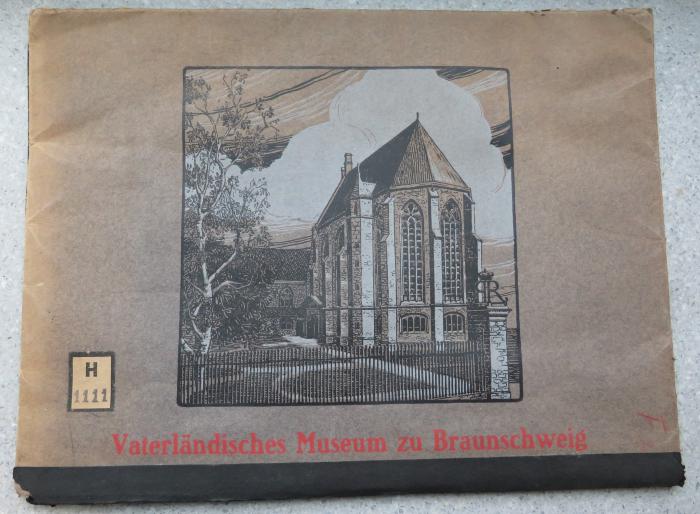 H
1111
Vaterländisches Museum zu Braunschweig